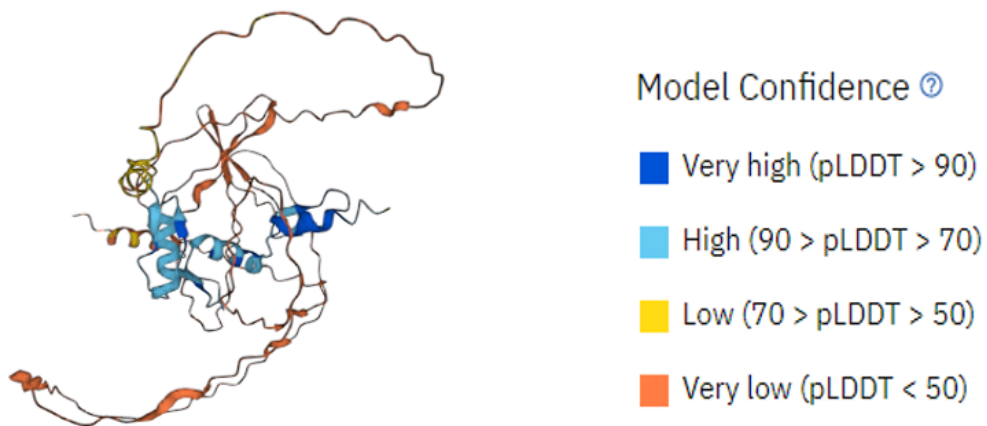 Model Confidence ?
Very high (pLDDT > 90)
High (90 > pLDDT > 70)
Low (70 > pLDDT > 50)
Very low (pLDDT < 50)